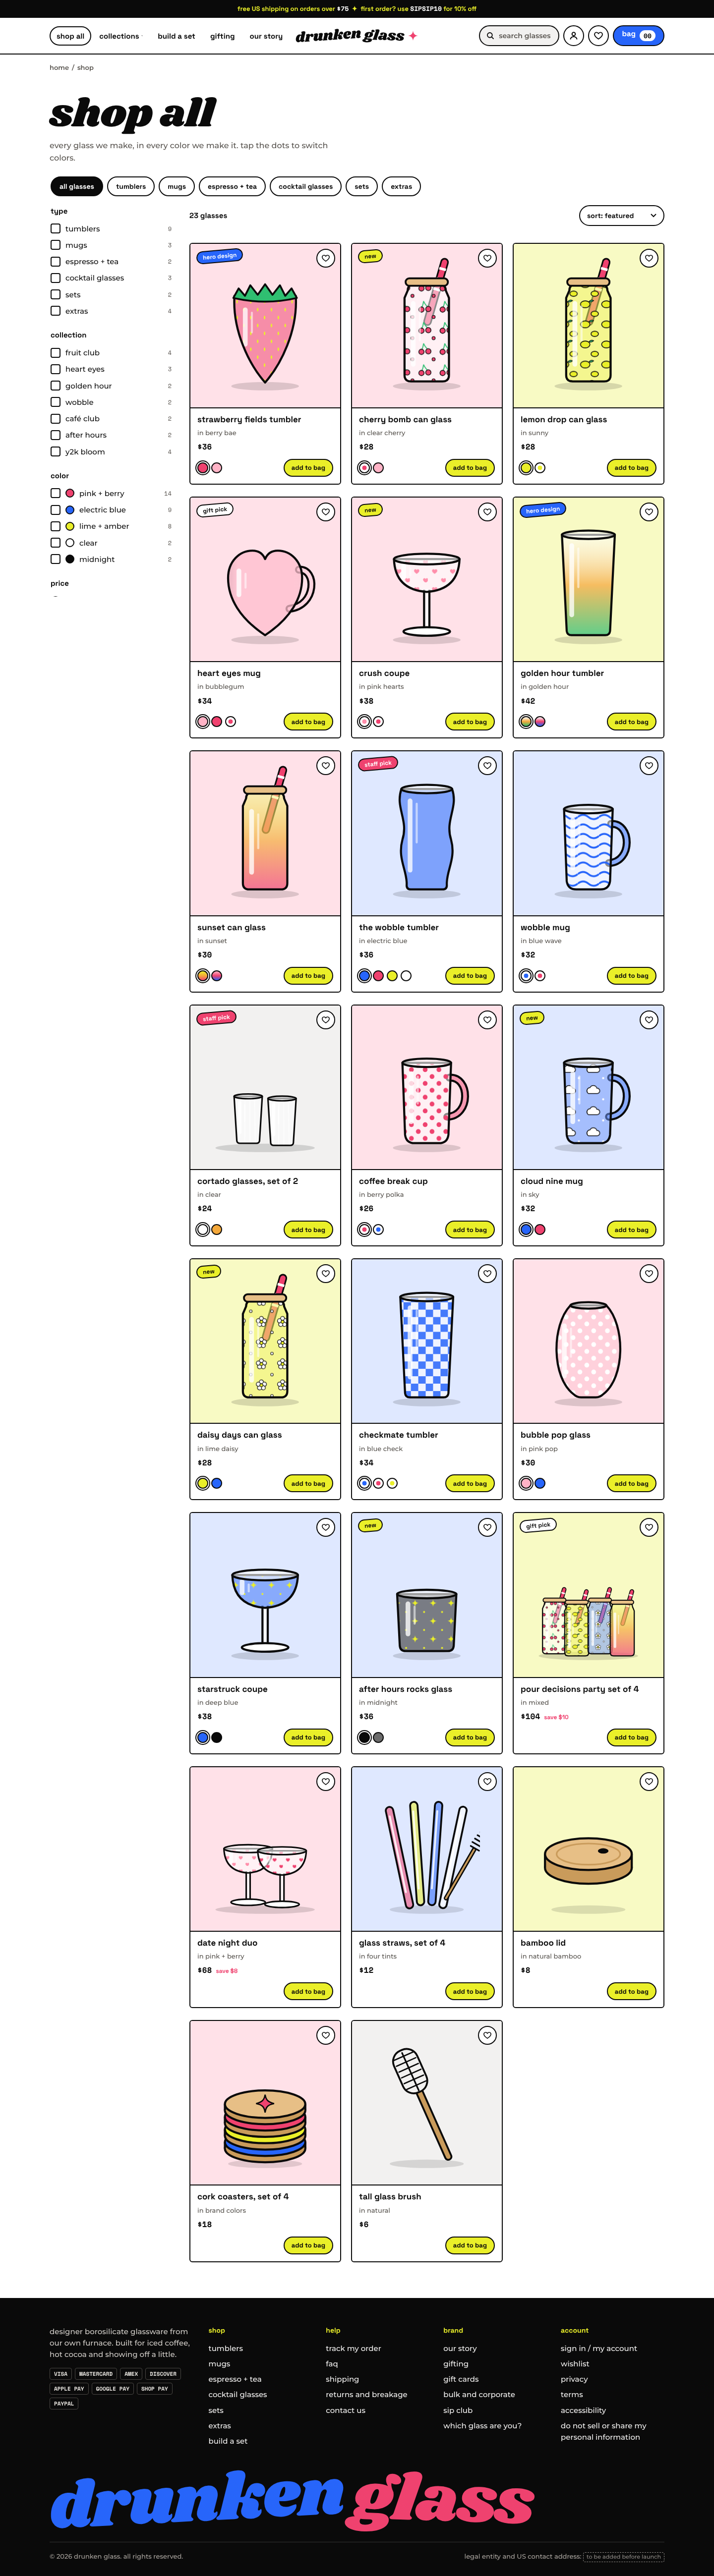 free US shipping on orders over $75 ✦ first order? use SIPSIP10 for 10% off
shop all
collections
build a set
gifting
our story
drunken glass
search glasses
bag 00
home / shop
shop all
every glass we make, in every color we make it. tap the dots to switch
colors.
all glasses
tumblers
mugs
espresso + tea
cocktail glasses
sets
extras
type
tumblers 9
mugs 3
espresso + tea 2
cocktail glasses 3
sets 2
extras 4
collection
fruit club 4
heart eyes 3
golden hour 2
wobble 2
café club 2
after hours 2
y2k bloom 4
color
pink + berry 14
electric blue 9
lime + amber 8
clear 2
midnight 2
price
23 glasses
sort: featured
hero design
strawberry fields tumbler
in berry bae
$36
add to bag
new
cherry bomb can glass
in clear cherry
$28
add to bag
lemon drop can glass
in sunny
$28
add to bag
gift pick
heart eyes mug
in bubblegum
$34
add to bag
new
crush coupe
in pink hearts
$38
add to bag
hero design
golden hour tumbler
in golden hour
$42
add to bag
sunset can glass
in sunset
$30
add to bag
staff pick
the wobble tumbler
in electric blue
$36
add to bag
wobble mug
in blue wave
$32
add to bag
staff pick
cortado glasses, set of 2
in clear
$24
add to bag
coffee break cup
in berry polka
$26
add to bag
new
cloud nine mug
in sky
$32
add to bag
new
daisy days can glass
in lime daisy
$28
add to bag
checkmate tumbler
in blue check
$34
add to bag
bubble pop glass
in pink pop
$30
add to bag
starstruck coupe
in deep blue
$38
add to bag
new
after hours rocks glass
in midnight
$36
add to bag
gift pick
pour decisions party set of 4
in mixed
$104 save $10
add to bag
date night duo
in pink + berry
$68 save $8
add to bag
glass straws, set of 4
in four tints
$12
add to bag
bamboo lid
in natural bamboo
$8
add to bag
cork coasters, set of 4
in brand colors
$18
add to bag
tall glass brush
in natural
$6
add to bag
designer borosilicate glassware from
our own furnace. built for iced coffee,
hot cocoa and showing off a little.
VISA MASTERCARD AMEX DISCOVER
APPLE PAY GOOGLE PAY SHOP PAY
PAYPAL
shop
tumblers
mugs
espresso + tea
cocktail glasses
sets
extras
build a set
help
track my order
faq
shipping
returns and breakage
contact us
brand
our story
gifting
gift cards
bulk and corporate
sip club
which glass are you?
account
sign in / my account
wishlist
privacy
terms
accessibility
do not sell or share my
personal information
drunken glass
© 2026 drunken glass. all rights reserved.
legal entity and US contact address: to be added before launch